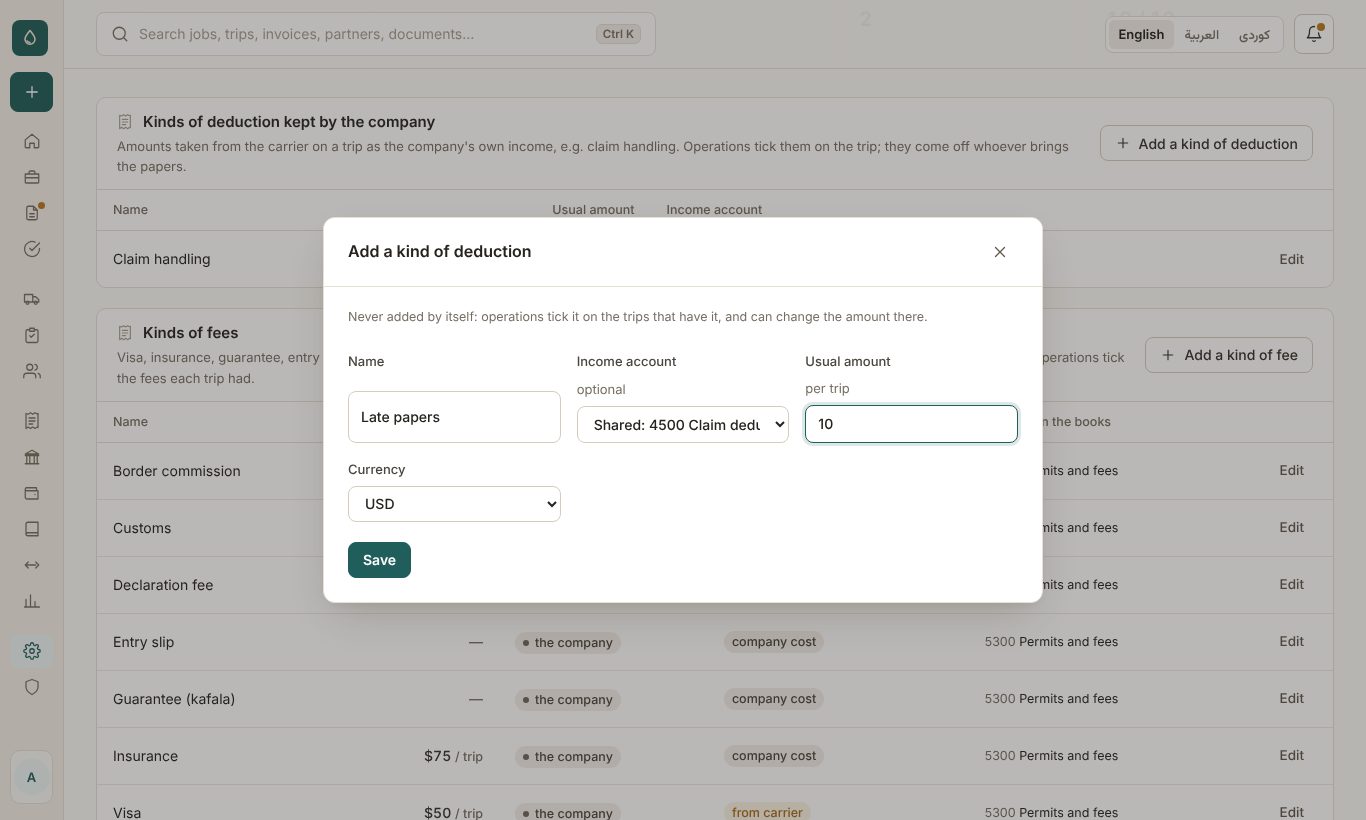 Search jobs, trips, invoices, partners, documents...
Ctrl K
English
العربية
كوردی
Kinds of deduction kept by the company
Amounts taken from the carrier on a trip as the company's own income, e.g. claim handling. Operations tick them on the trip; they come off whoever brings
the papers.
+ Add a kind of deduction
Name Usual amount Income account
Claim handling Edit
Add a kind of deduction
Never added by itself: operations tick it on the trips that have it, and can change the amount there.
Name Income account Usual amount
optional per trip
Late papers Shared: 4500 Claim dedu 10
Currency
USD
Save
Kinds of fees
Visa, insurance, guarantee, entry
operations tick
the fees each trip had.
+ Add a kind of fee
Name n the books
Border commission mits and fees Edit
Customs mits and fees Edit
Declaration fee mits and fees Edit
Entry slip — the company company cost 5300 Permits and fees Edit
Guarantee (kafala) — the company company cost 5300 Permits and fees Edit
Insurance $75 / trip the company company cost 5300 Permits and fees Edit
Visa $50 / trip the company from carrier 5300 Permits and fees Edit
A